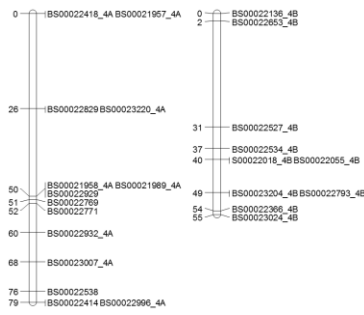 0 BS00022418_4A BS00021957_4A
26 BS00022829 BS00023220_4A
50 BS00021958_4A BS00021989_4A
BS00022929
51 BS00022769
52 BS00022771
60 BS00022932_4A
68 BS00023007_4A
76 BS00022538
79 BS00022414 BS00022996_4A
0 BS00022136_4B
2 BS00022653_4B
31 BS00022527_4B
37 BS00022534_4B
40 S00022018_4B BS00022055_4B
49 BS00023204_4B BS00022793_4B
54 BS00022366_4B
55 BS00023024_4B